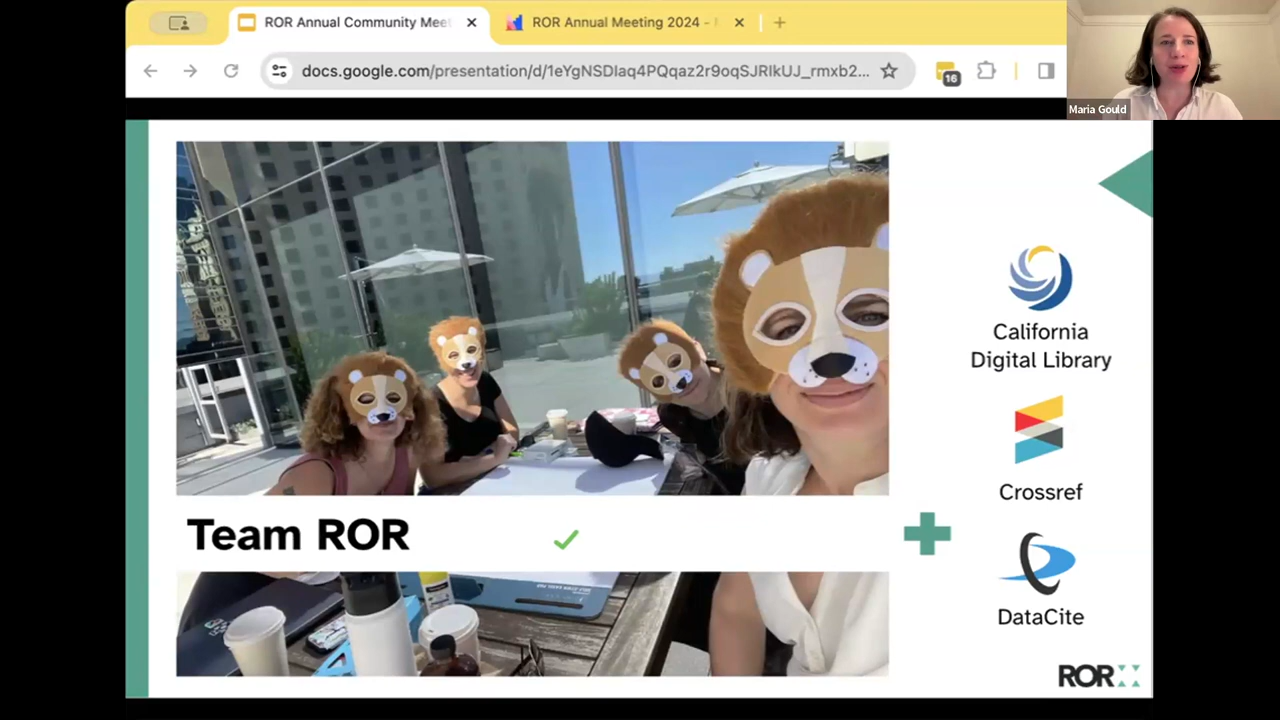 ROR Annual Community Meet
ROR Annual Meeting 2024 -
docs.google.com/presentation/d/1eYgNSDIaq4PQqaz2r9oqSJRIkUJ_rmxb2...
16
Maria Gould
California
Digital Library
Crossref
Team ROR
DataCite
ROR